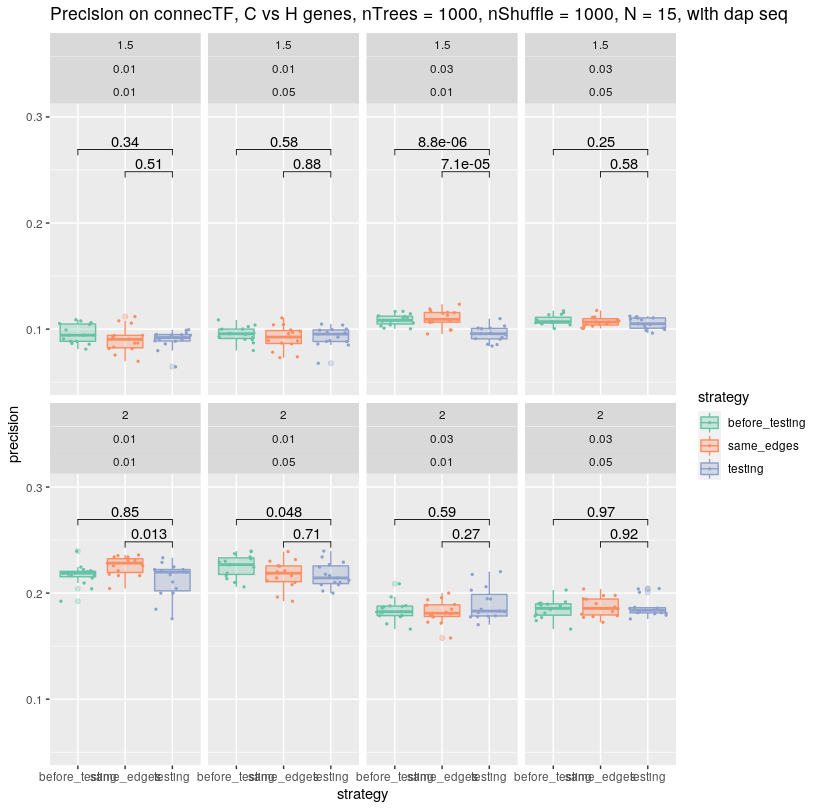 Precision on connecTF, C vs H genes, nTrees = 1000, nShuffle = 1000, N = 15, with dap seq
1.5 1.5 1.5 1.5
0.01 0.01 0.03 0.03
0.01 0.05 0.01 0.05
0.3
0.34 0.58 8.8e-06 0.25
0.51 0.88 7.1e-05 0.58
0.2
0.1
2 2 2 2
0.01 0.01 0.03 0.03
0.01 0.05 0.01 0.05
0.3
0.85 0.048 0.59 0.97
0.013 0.71 0.27 0.92
0.2
0.1
before_testing same_edges testing before_testing same_edges testing before_testing same_edges testing before_testing same_edges testing
strategy
precision
strategy
before_testing
same_edges
testing